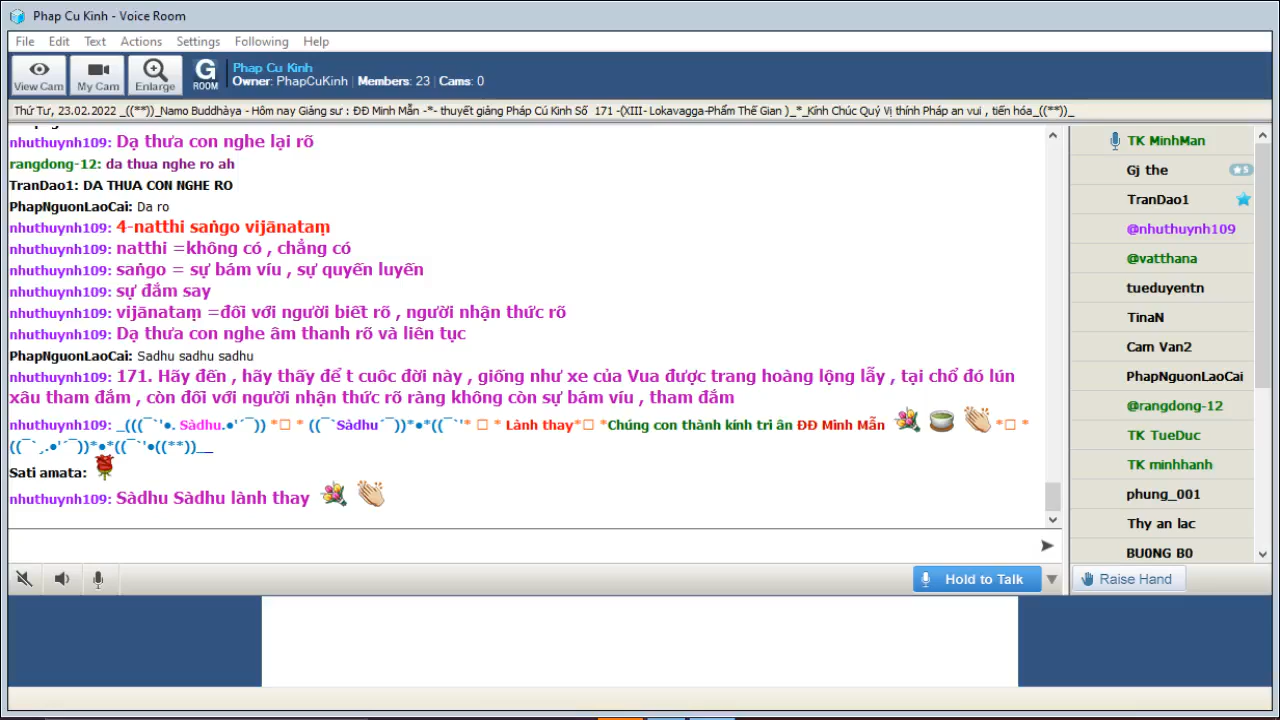 Phap Cu Kinh - Voice Room
File Edit Text Actions Settings Following Help
View Cam My Cam Enlarge G ROOM
Phap Cu Kinh
Owner: PhapCuKinh | Members: 23 | Cams: 0
Thứ Tư, 23.02.2022 _((**))_Namo Buddhàya - Hôm nay Giảng sư : ĐĐ Minh Mẫn -*- thuyết giảng Pháp Cú Kinh Số 171 -(XIII- Lokavagga-Phẩm Thế Gian )_*_Kính Chúc Quý Vị thính Pháp an vui , tiến hóa_((**))_
nhuthuynh109: Dạ thưa con nghe lại rõ
rangdong-12: da thua nghe ro ah
TranDao1: DA THUA CON NGHE RO
PhapNguonLaoCai: Da ro
nhuthuynh109: 4-natthi saṅgo vijānataṃ
nhuthuynh109: natthi =không có , chẳng có
nhuthuynh109: saṅgo = sự bám víu , sự quyến luyến
nhuthuynh109: sự đắm say
nhuthuynh109: vijānataṃ =đối với người biết rõ , người nhận thức rõ
nhuthuynh109: Dạ thưa con nghe âm thanh rõ và liên tục
PhapNguonLaoCai: Sadhu sadhu sadhu
nhuthuynh109: 171. Hãy đến , hãy thấy để t cuôc đời này , giống như xe của Vua được trang hoàng lộng lẫy , tại chổ đó lún
xâu tham đắm , còn đối với người nhận thức rõ ràng không còn sự bám víu , tham đắm
nhuthuynh109: _(((¯`'●. Sàdhu.●'´¯)) *□ * ((¯`Sàdhu´¯))*●*((¯`'* □ * Lành thay*□ *Chúng con thành kính tri ân ĐĐ Minh Mẫn *□ *
((¯`¸.●'´¯))*●*((¯`'●((**))__
Sati amata:
nhuthuynh109: Sàdhu Sàdhu lành thay
TK MinhMan
Gj the
TranDao1
@nhuthuynh109
@vatthana
tueduyentn
TinaN
Cam Van2
PhapNguonLaoCai
@rangdong-12
TK TueDuc
TK minhhanh
phung_001
Thy an lac
BU0NG B0
Hold to Talk
Raise Hand